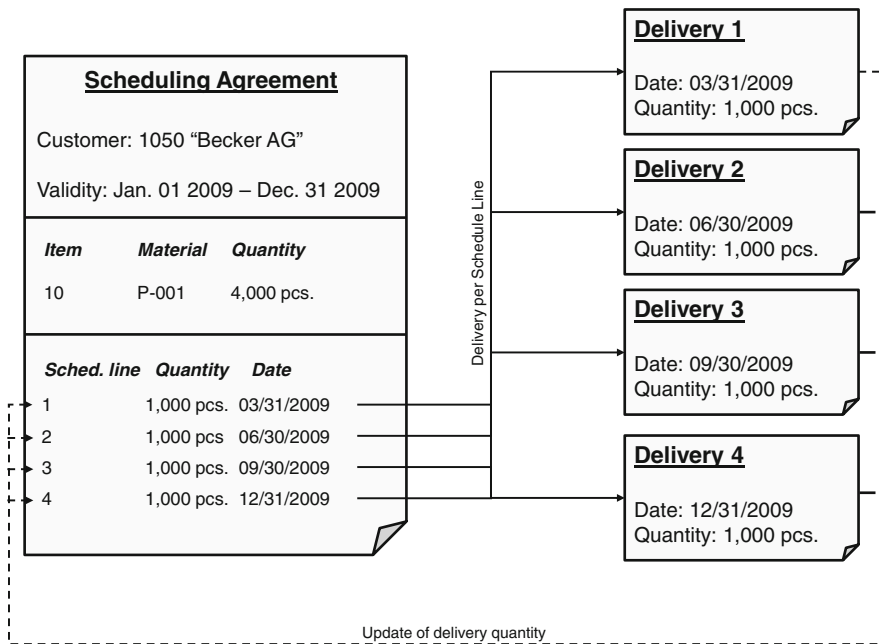 Scheduling Agreement
Customer: 1050 “Becker AG”
Validity: Jan. 01 2009 – Dec. 31 2009
Item Material Quantity
10 P-001 4,000 pcs.
Sched. line Quantity Date
1 1,000 pcs. 03/31/2009
2 1,000 pcs 06/30/2009
3 1,000 pcs. 09/30/2009
4 1,000 pcs. 12/31/2009
Delivery per Schedule Line
Delivery 1
Date: 03/31/2009
Quantity: 1,000 pcs.
Delivery 2
Date: 06/30/2009
Quantity: 1,000 pcs.
Delivery 3
Date: 09/30/2009
Quantity: 1,000 pcs.
Delivery 4
Date: 12/31/2009
Quantity: 1,000 pcs.
Update of delivery quantity